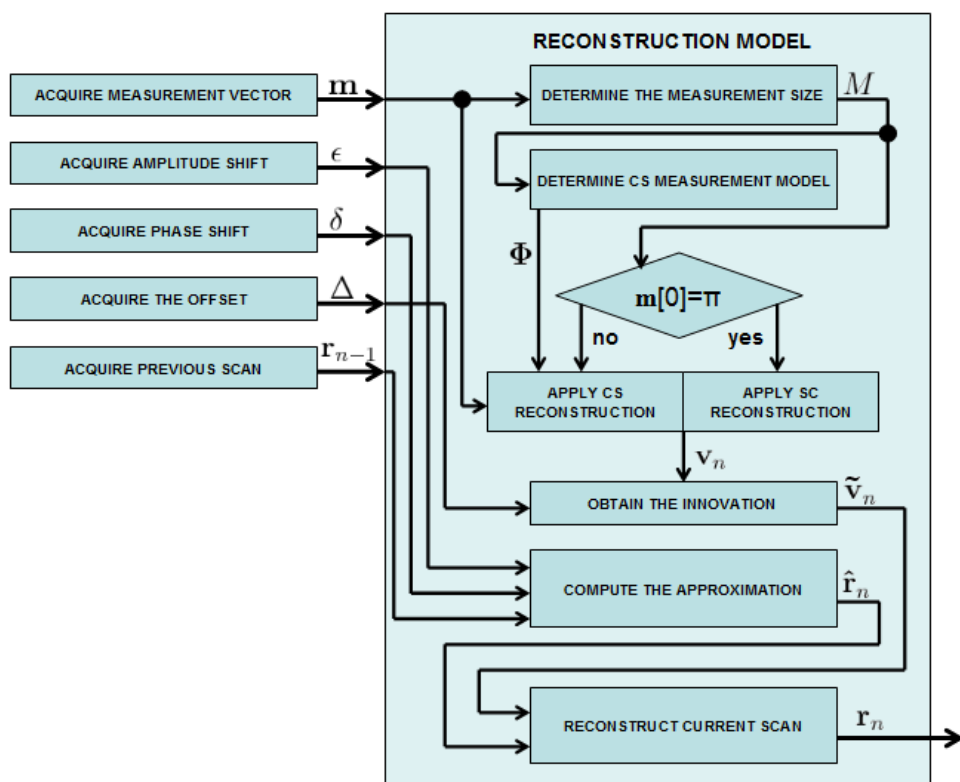 RECONSTRUCTION MODEL
ACQUIRE MEASUREMENT VECTOR
m
DETERMINE THE MEASUREMENT SIZE
M
ACQUIRE AMPLITUDE SHIFT
ϵ
DETERMINE CS MEASUREMENT MODEL
ACQUIRE PHASE SHIFT
δ
Φ
ACQUIRE THE OFFSET
Δ
m[0]=π
no
yes
ACQUIRE PREVIOUS SCAN
r_{n−1}
APPLY CS
RECONSTRUCTION
APPLY SC
RECONSTRUCTION
v_n
OBTAIN THE INNOVATION
ṽ_n
COMPUTE THE APPROXIMATION
r̂_n
RECONSTRUCT CURRENT SCAN
r_n